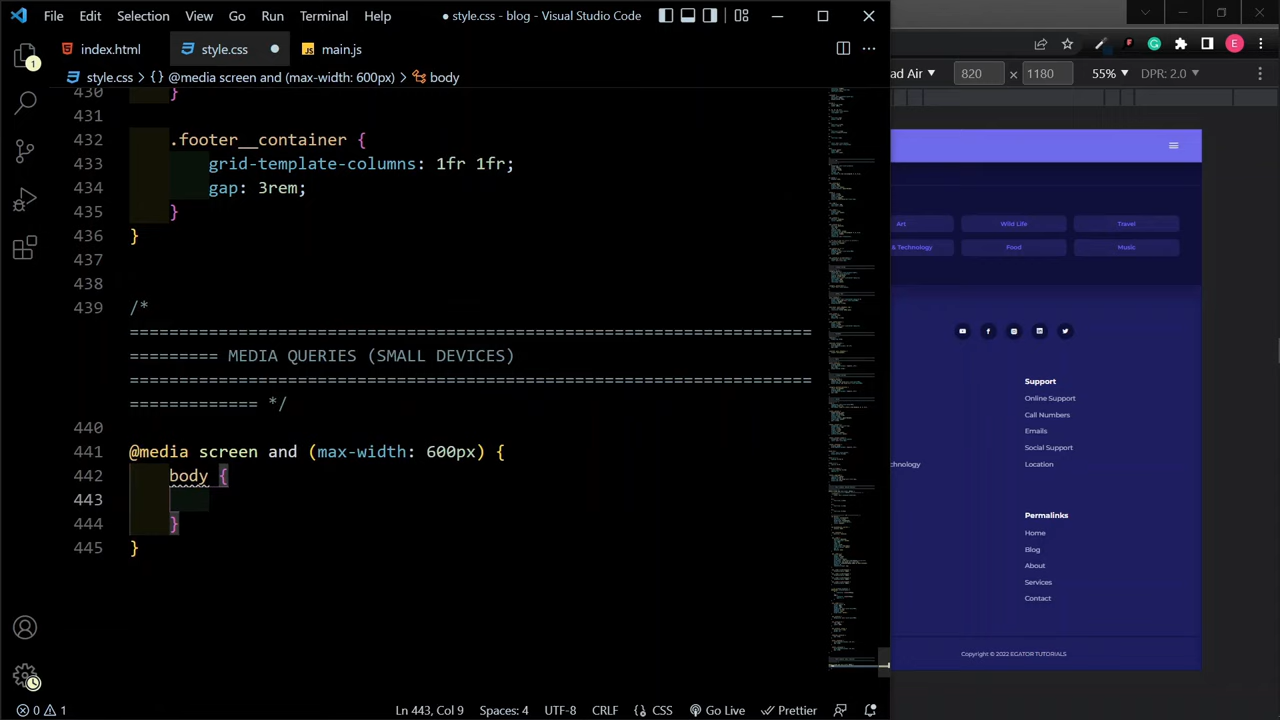 File Edit Selection View Go Run Terminal Help
● style.css - blog - Visual Studio Code
index.html style.css ● main.js
style.css > {} @media screen and (max-width: 600px) > body
1
E
ad Air 820 × 1180 55% DPR: 2.0
430 }
431
432 .footer__container {
433 grid-template-columns: 1fr 1fr;
434 gap: 3rem;
435 }
436 }
437
438
439 /*
======================================================================
========= MEDIA QUERIES (SMALL DEVICES)
======================================================================
============= */
440
441 @media screen and (max-width: 600px) {
442 body {
443
444 }
445 }
Art Wild Life Travel
& Technology Food Music
Support
Online Support
Call Numbers
Emails
Social Support
chnology Location
Permalinks
Home
Blog
About
Services
Contact
Copyright © 2022 EGATOR TUTORIALS
0 1 Ln 443, Col 9 Spaces: 4 UTF-8 CRLF {} CSS Go Live Prettier